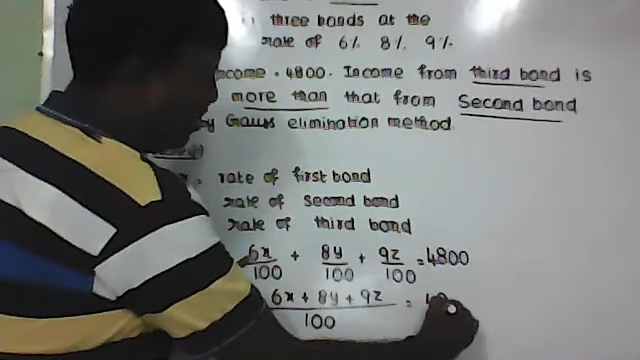 three bonds at the
rate of 6% 8% 9%
ncome = 4800. Income from third bond is
more than that from Second bond
by Gauss elimination method
rate of first bond
rate of second bond
rate of third bond
6x/100 + 8y/100 + 9z/100 = 4800
6x + 8y + 9z / 100 =